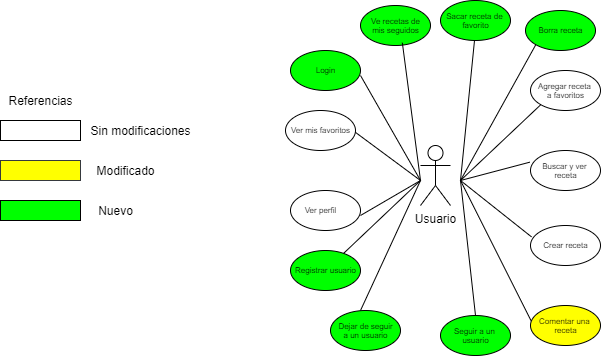 Referencias
Sin modificaciones
Modificado
Nuevo
Ve recetas de
mis seguidos
Sacar receta de
favorito
Borra receta
Login
Agregar receta
a favoritos
Ver mis favoritos
Buscar y ver
receta
Usuario
Ver perfil
Crear receta
Registrar usuario
Dejar de seguir
a un usuario
Seguir a un
usuario
Comentar una
receta